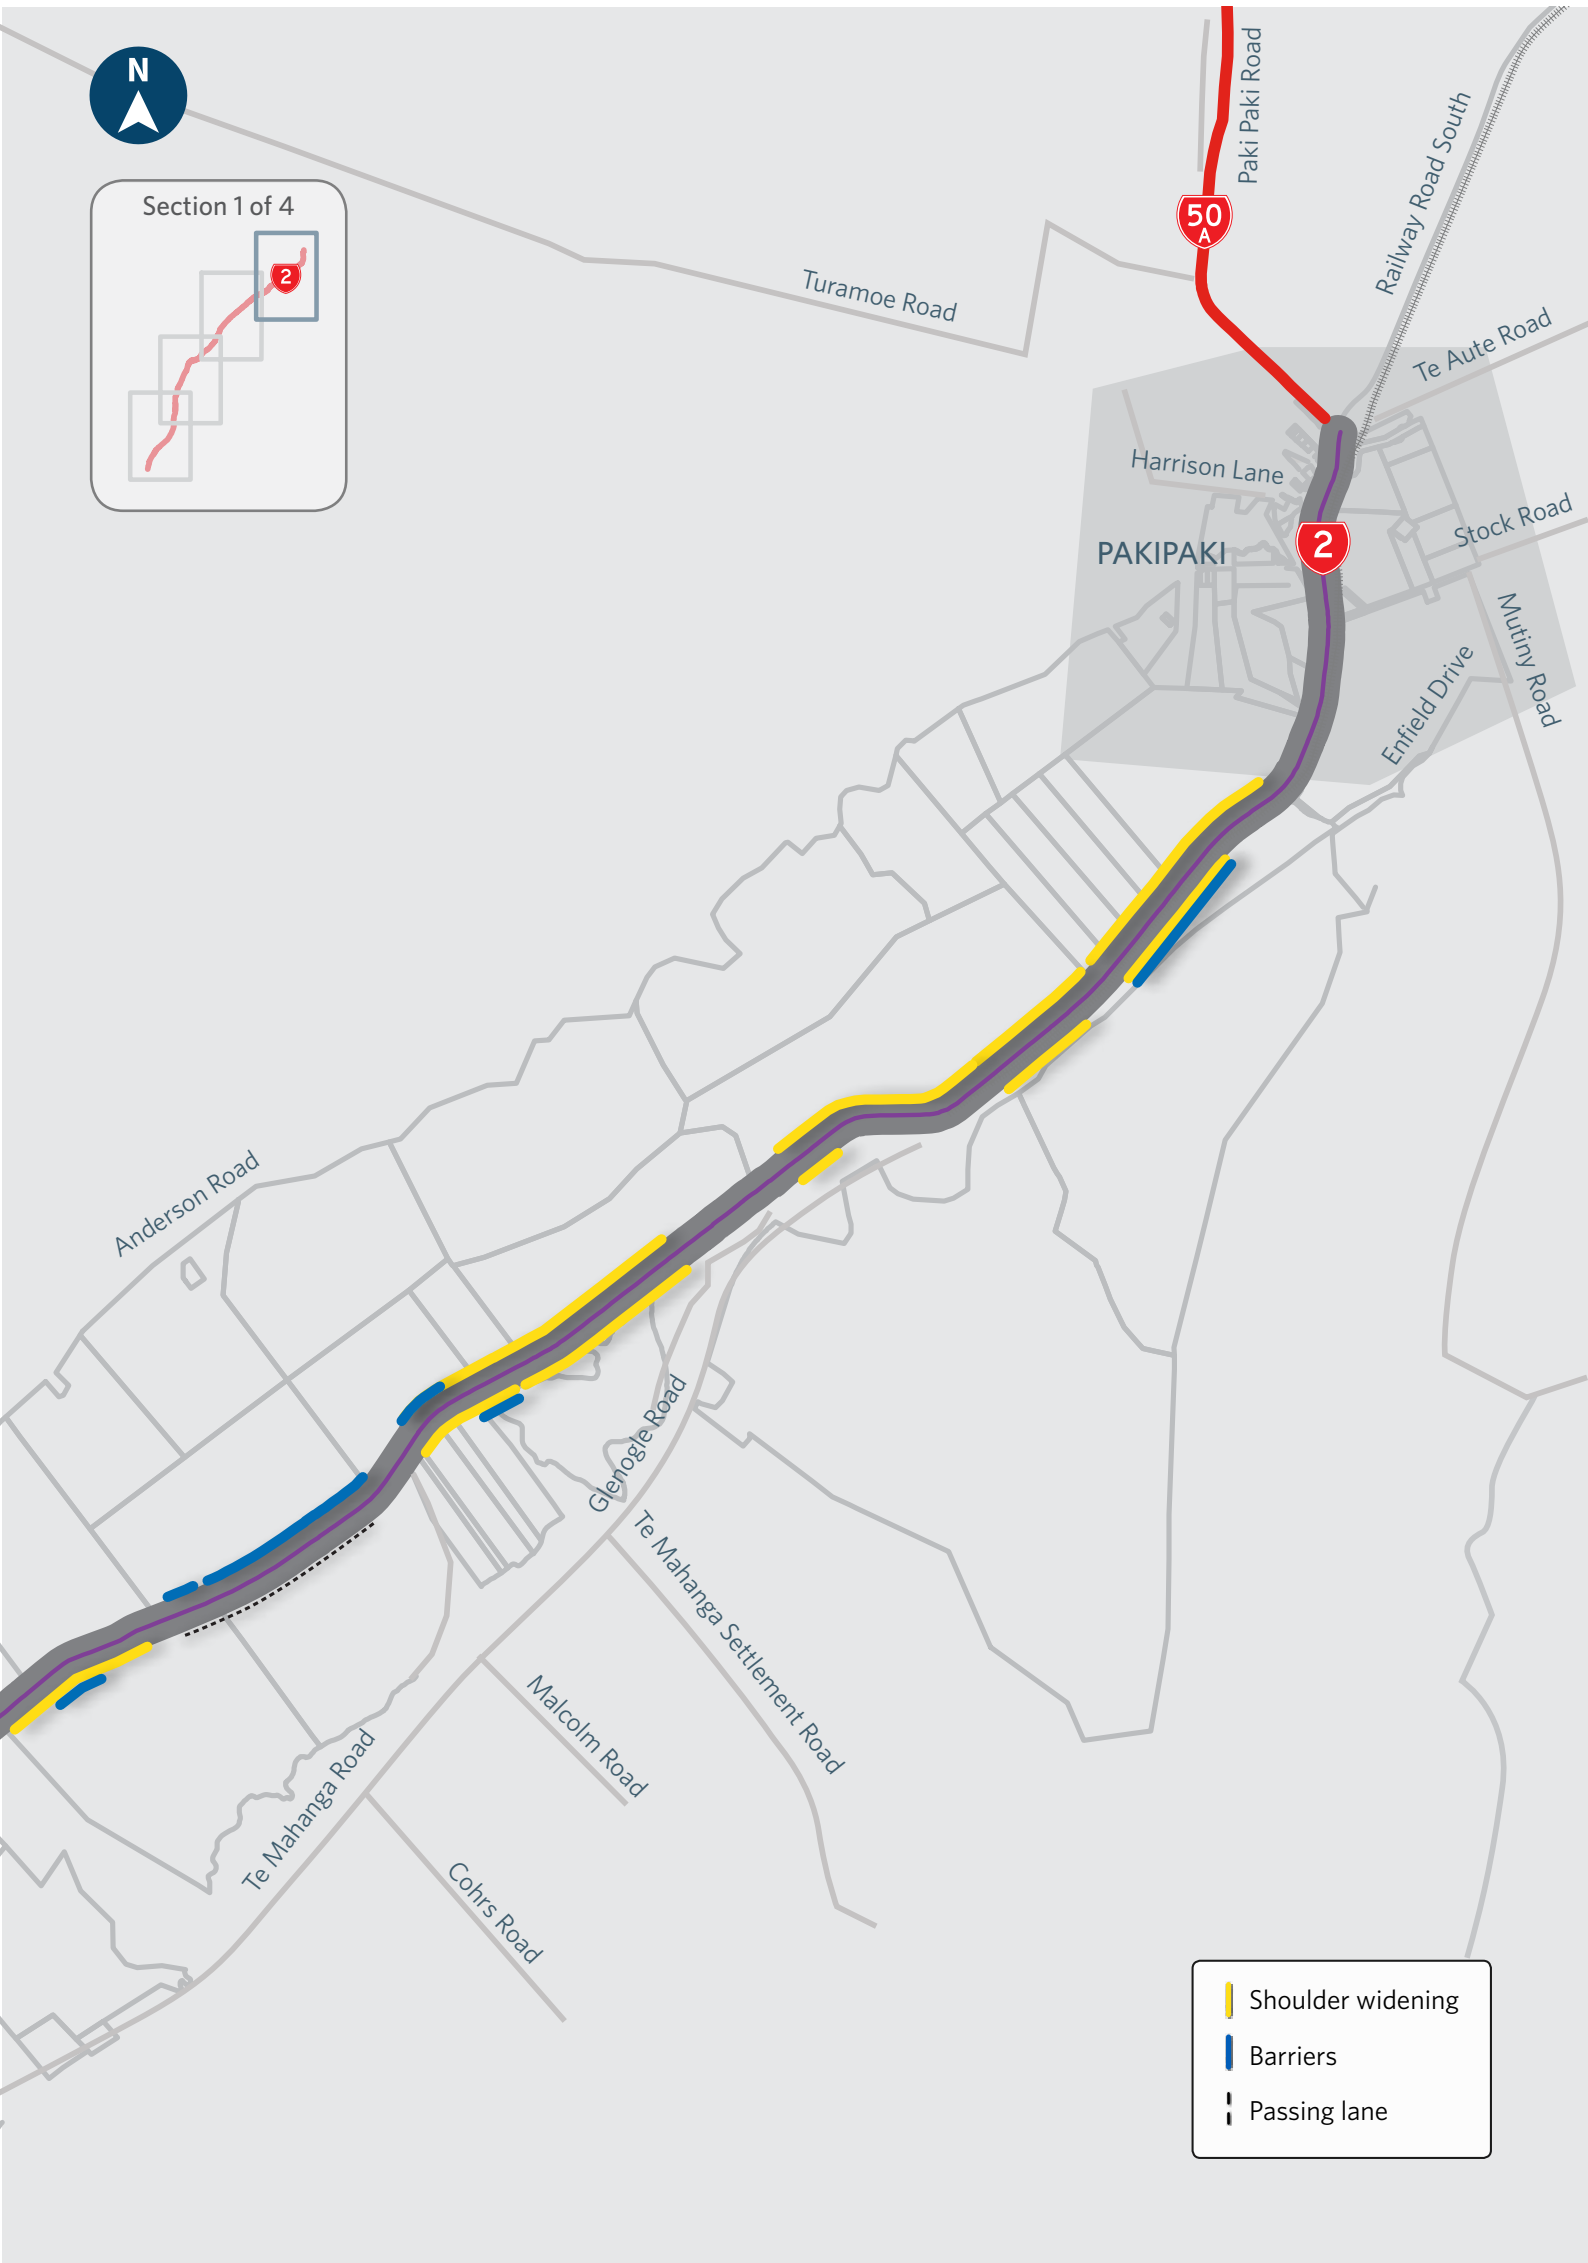 N
Section 1 of 4
2
Paki Paki Road
Railway Road South
50
A
Turamoe Road
Te Aute Road
Harrison Lane
Stock Road
PAKIPAKI
2
Mutiny Road
Enfield Drive
Anderson Road
Glenogle Road
Te Mahanga Settlement Road
Malcolm Road
Te Mahanga Road
Cohrs Road
Shoulder widening
Barriers
Passing lane